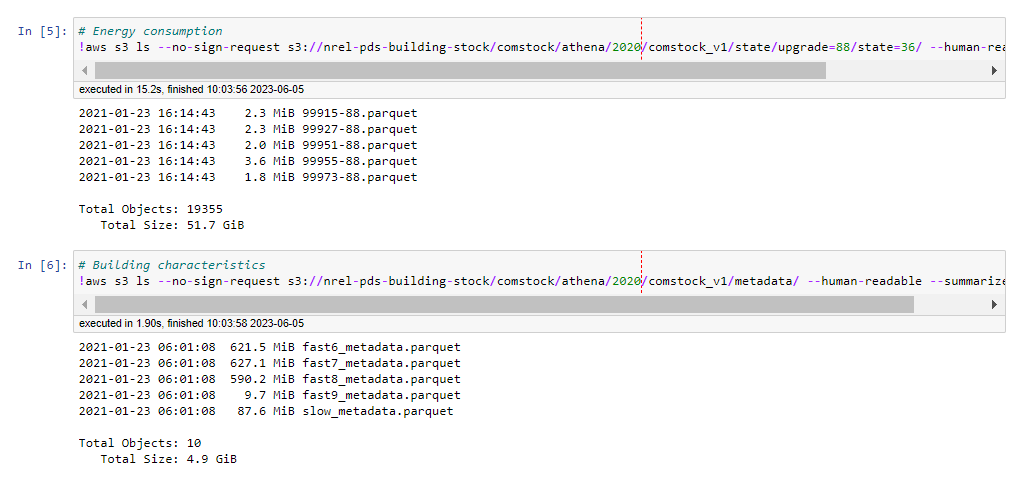 In [5]: # Energy consumption
!aws s3 ls --no-sign-request s3://nrel-pds-building-stock/comstock/athena/2020/comstock_v1/state/upgrade=88/state=36/ --human-rea
executed in 15.2s, finished 10:03:56 2023-06-05
2021-01-23 16:14:43    2.3 MiB 99915-88.parquet
2021-01-23 16:14:43    2.3 MiB 99927-88.parquet
2021-01-23 16:14:43    2.0 MiB 99951-88.parquet
2021-01-23 16:14:43    3.6 MiB 99955-88.parquet
2021-01-23 16:14:43    1.8 MiB 99973-88.parquet
Total Objects: 19355
Total Size: 51.7 GiB
In [6]: # Building characteristics
!aws s3 ls --no-sign-request s3://nrel-pds-building-stock/comstock/athena/2020/comstock_v1/metadata/ --human-readable --summarize
executed in 1.90s, finished 10:03:58 2023-06-05
2021-01-23 06:01:08  621.5 MiB fast6_metadata.parquet
2021-01-23 06:01:08  627.1 MiB fast7_metadata.parquet
2021-01-23 06:01:08  590.2 MiB fast8_metadata.parquet
2021-01-23 06:01:08    9.7 MiB fast9_metadata.parquet
2021-01-23 06:01:08   87.6 MiB slow_metadata.parquet
Total Objects: 10
Total Size: 4.9 GiB